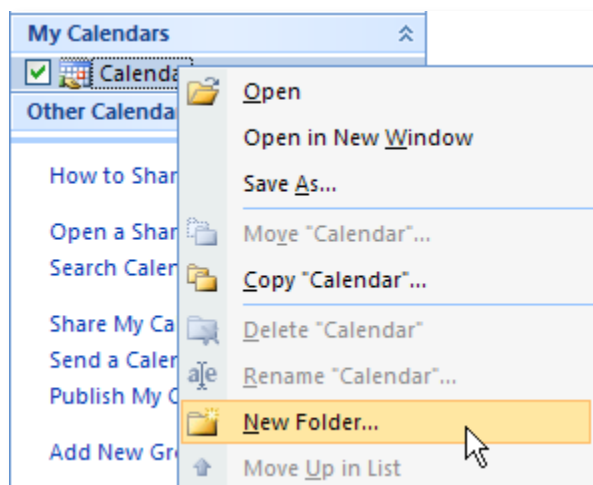 My Calendars
Calenda
Open
Other Calenda
Open in New Window
How to Shar
Save As...
Open a Shar
Move "Calendar"...
Search Calen
Copy "Calendar"...
Share My Ca
Delete "Calendar"
Send a Calen
Rename "Calendar"...
Publish My C
New Folder...
Add New Gr
Move Up in List